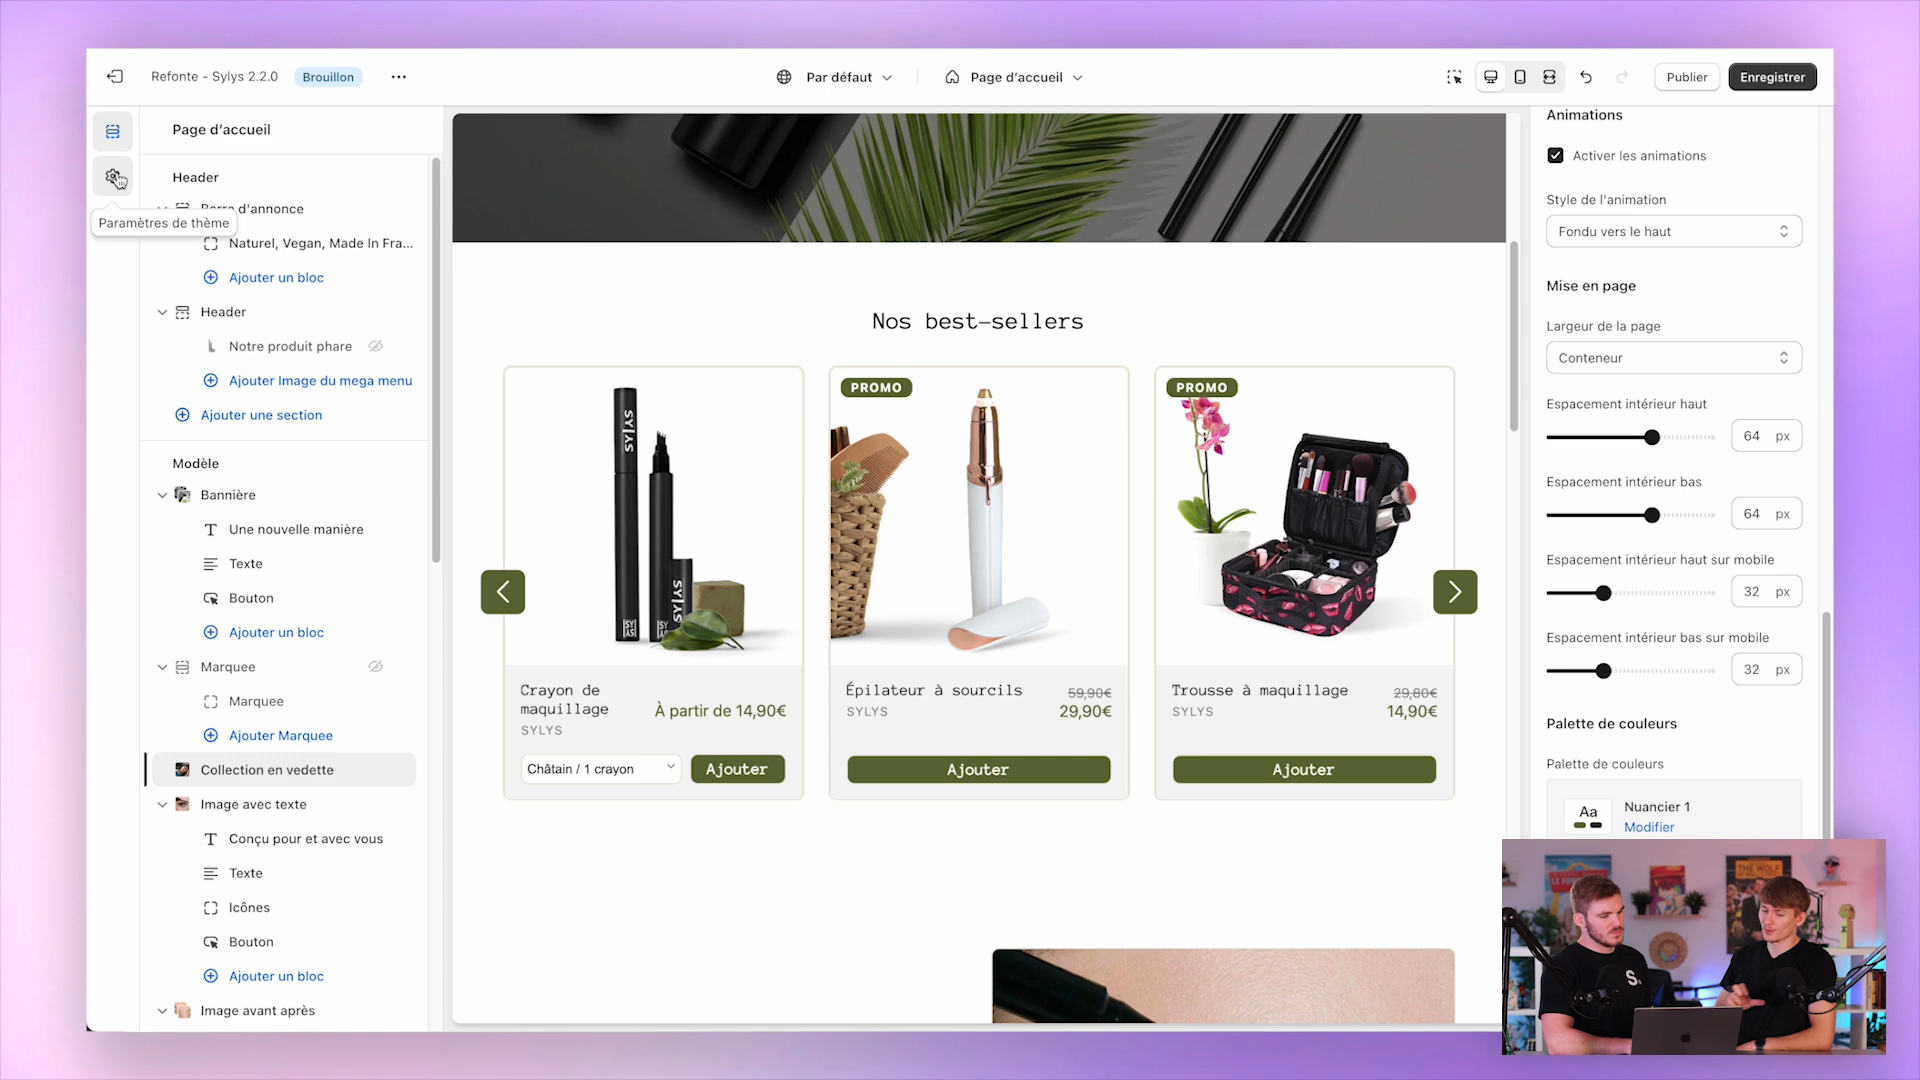 Refonte - Sylys 2.2.0
Brouillon
Par défaut
Page d'accueil
Publier
Enregistrer
Page d'accueil
Header
d'annonce
Paramètres de thème
Naturel, Vegan, Made In Fra...
Ajouter un bloc
Header
Notre produit phare
Ajouter Image du mega menu
Ajouter une section
Modèle
Bannière
Une nouvelle manière
Texte
Bouton
Ajouter un bloc
Marquee
Marquee
Ajouter Marquee
Collection en vedette
Image avec texte
Conçu pour et avec vous
Texte
Icônes
Bouton
Ajouter un bloc
Image avant après
Nos best-sellers
PROMO
PROMO
Crayon de
maquillage
SYLYS
À partir de 14,90€
Châtain / 1 crayon
Ajouter
Épilateur à sourcils
SYLYS
59,90€
29,90€
Ajouter
Trousse à maquillage
SYLYS
29,80€
14,90€
Ajouter
Animations
Activer les animations
Style de l'animation
Fondu vers le haut
Mise en page
Largeur de la page
Conteneur
Espacement intérieur haut
64 px
Espacement intérieur bas
64 px
Espacement intérieur haut sur mobile
32 px
Espacement intérieur bas sur mobile
32 px
Palette de couleurs
Palette de couleurs
Aa
Nuancier 1
Modifier
THE WOLF
S.